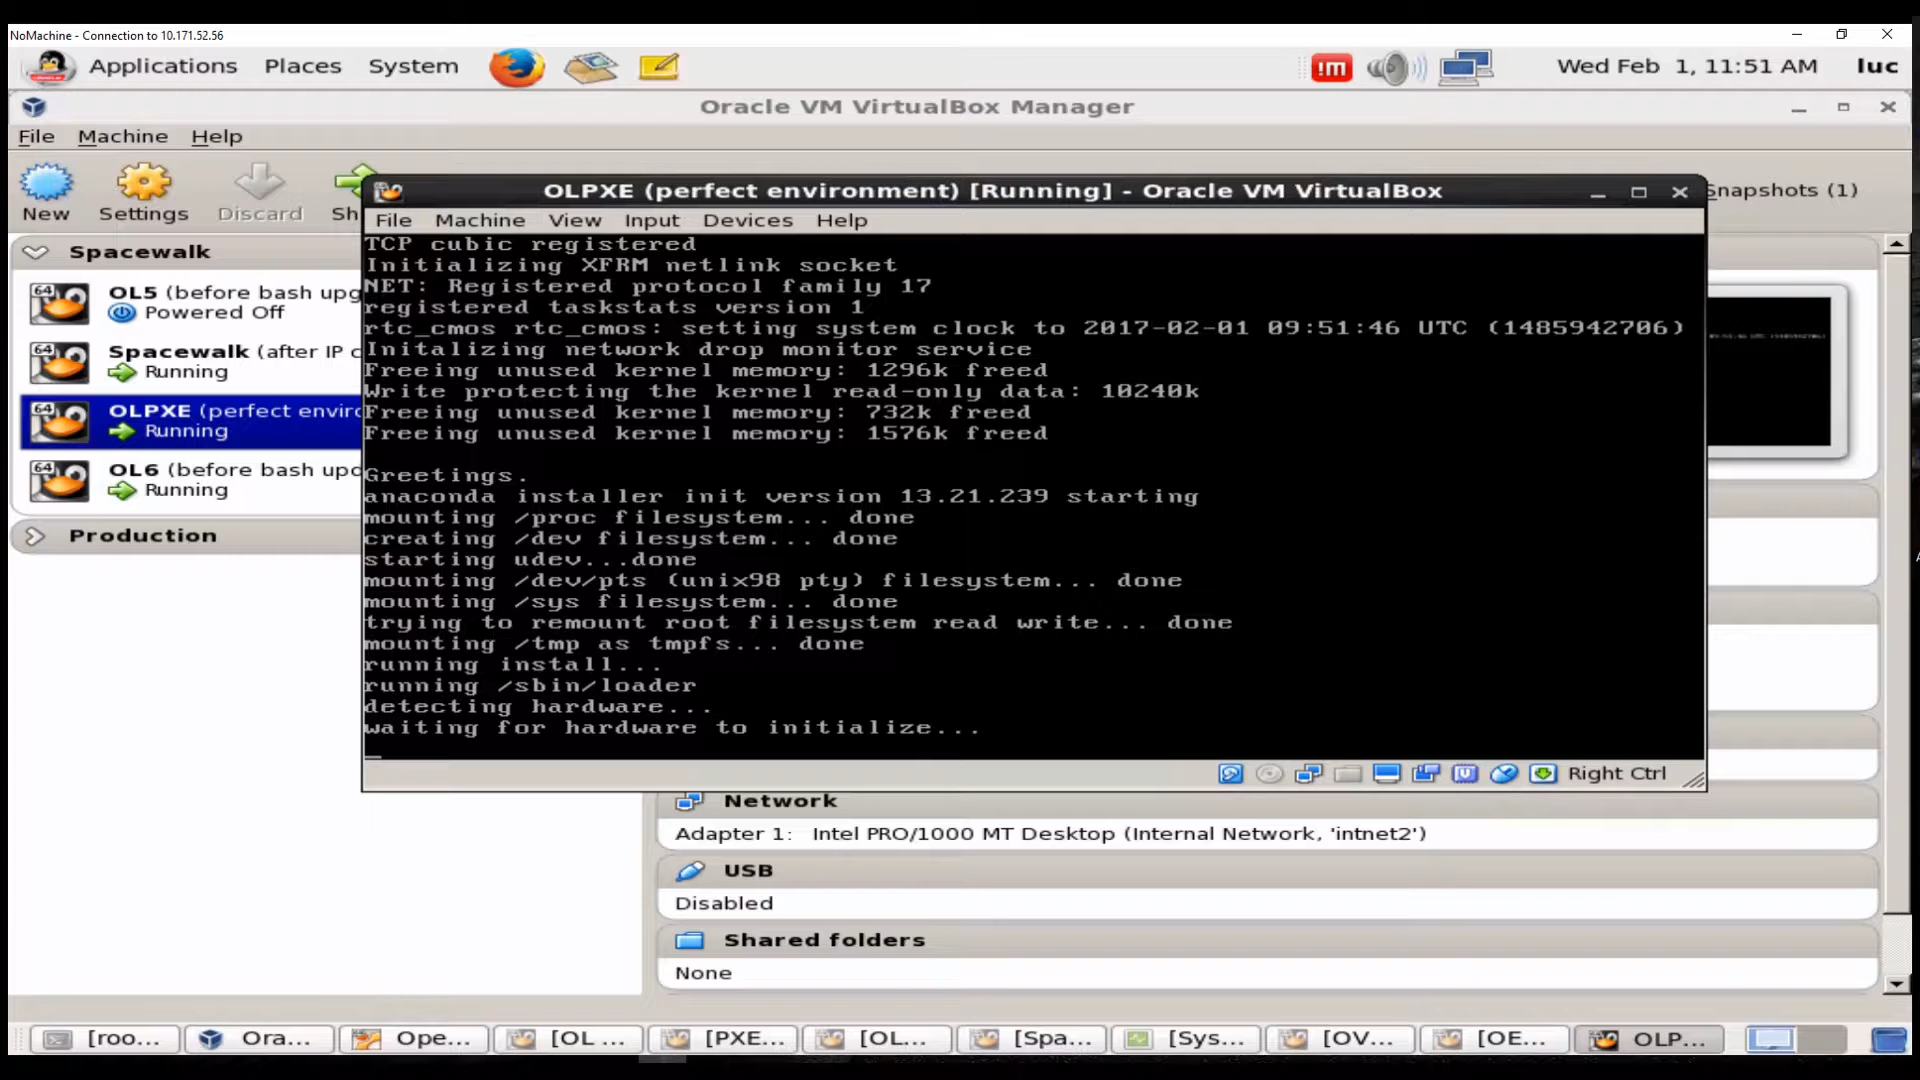 NoMachine - Connection to 10.171.52.56
Applications Places System
!M
Wed Feb 1, 11:51 AM luc
Oracle VM VirtualBox Manager
File Machine Help
New Settings Discard Sh
Snapshots (1)
OLPXE (perfect environment) [Running] - Oracle VM VirtualBox
File Machine View Input Devices Help
Spacewalk
64 OL5 (before bash upg
Powered Off
64 Spacewalk (after IP c
Running
64 OLPXE (perfect enviro
Running
64 OL6 (before bash upd
Running
Production
TCP cubic registered
Initializing XFRM netlink socket
NET: Registered protocol family 17
registered taskstats version 1
rtc_cmos rtc_cmos: setting system clock to 2017-02-01 09:51:46 UTC (1485942706)
Initalizing network drop monitor service
Freeing unused kernel memory: 1296k freed
Write protecting the kernel read-only data: 10240k
Freeing unused kernel memory: 732k freed
Freeing unused kernel memory: 1576k freed
Greetings.
anaconda installer init version 13.21.239 starting
mounting /proc filesystem... done
creating /dev filesystem... done
starting udev...done
mounting /dev/pts (unix98 pty) filesystem... done
mounting /sys filesystem... done
trying to remount root filesystem read write... done
mounting /tmp as tmpfs... done
running install...
running /sbin/loader
detecting hardware...
waiting for hardware to initialize...
Right Ctrl
Network
Adapter 1: Intel PRO/1000 MT Desktop (Internal Network, 'intnet2')
USB
Disabled
Shared folders
None
[roo... Ora... Ope... [OL ... [PXE... [OL... [Spa... [Sys... [OV... [OE... OLP...